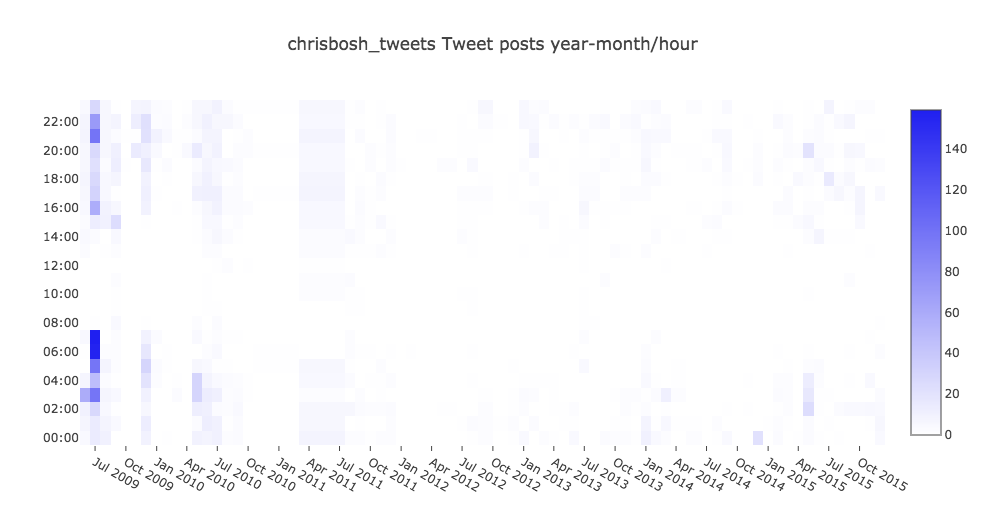 chrisbosh_tweets Tweet posts year-month/hour
22:00
20:00
18:00
16:00
14:00
12:00
10:00
08:00
06:00
04:00
02:00
00:00
Jul 2009
Oct 2009
Jan 2010
Apr 2010
Jul 2010
Oct 2010
Jan 2011
Apr 2011
Jul 2011
Oct 2011
Jan 2012
Apr 2012
Jul 2012
Oct 2012
Jan 2013
Apr 2013
Jul 2013
Oct 2013
Jan 2014
Apr 2014
Jul 2014
Oct 2014
Jan 2015
Apr 2015
Jul 2015
Oct 2015
140
120
100
80
60
40
20
0